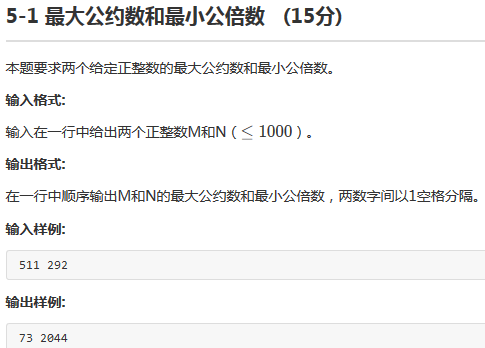 5-1 最大公约数和最小公倍数 (15分)
本题要求两个给定正整数的最大公约数和最小公倍数。
输入格式:
输入在一行中给出两个正整数M和N（≤ 1000）。
输出格式:
在一行中顺序输出M和N的最大公约数和最小公倍数，两数字间以1空格分隔。
输入样例:
511 292
输出样例:
73 2044